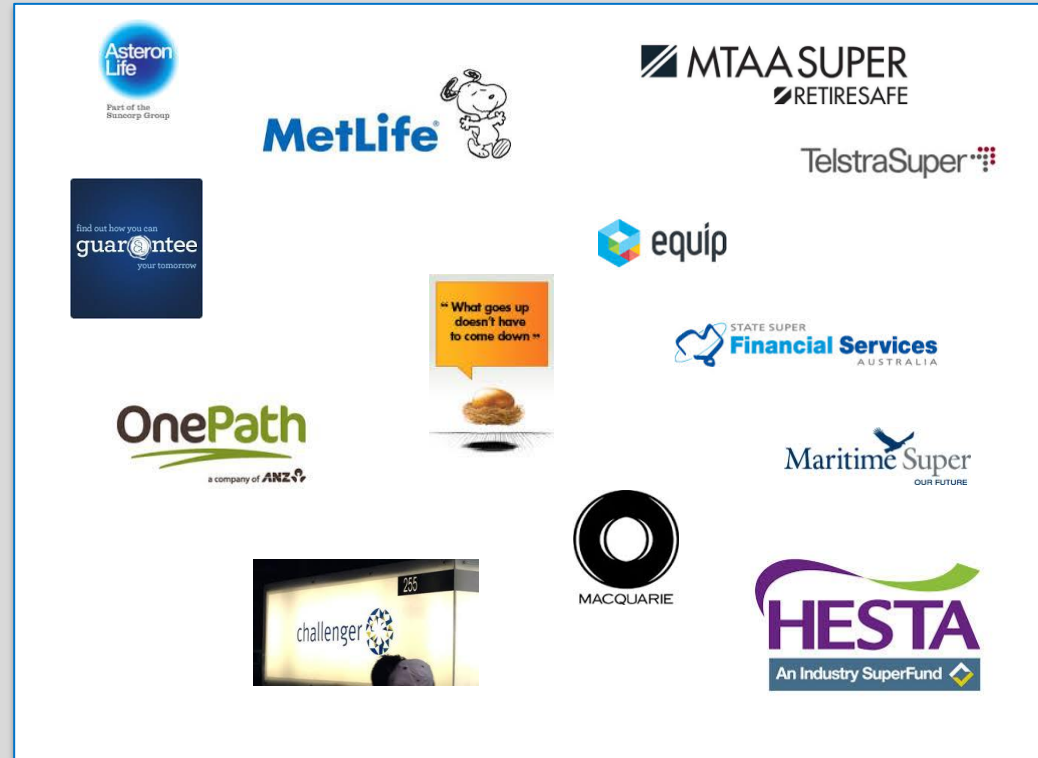 Asteron
Life
Part of the
Suncorp Group
MetLife®
MTAA SUPER
RETIRESAFE
TelstraSuper
find out how you can
guarantee
your tomorrow
equip
“What goes up
doesn't have
to come down”
STATE SUPER
Financial Services
AUSTRALIA
OnePath
a company of ANZ
Maritime Super
OUR FUTURE
MACQUARIE
255
challenger
HESTA
An Industry SuperFund